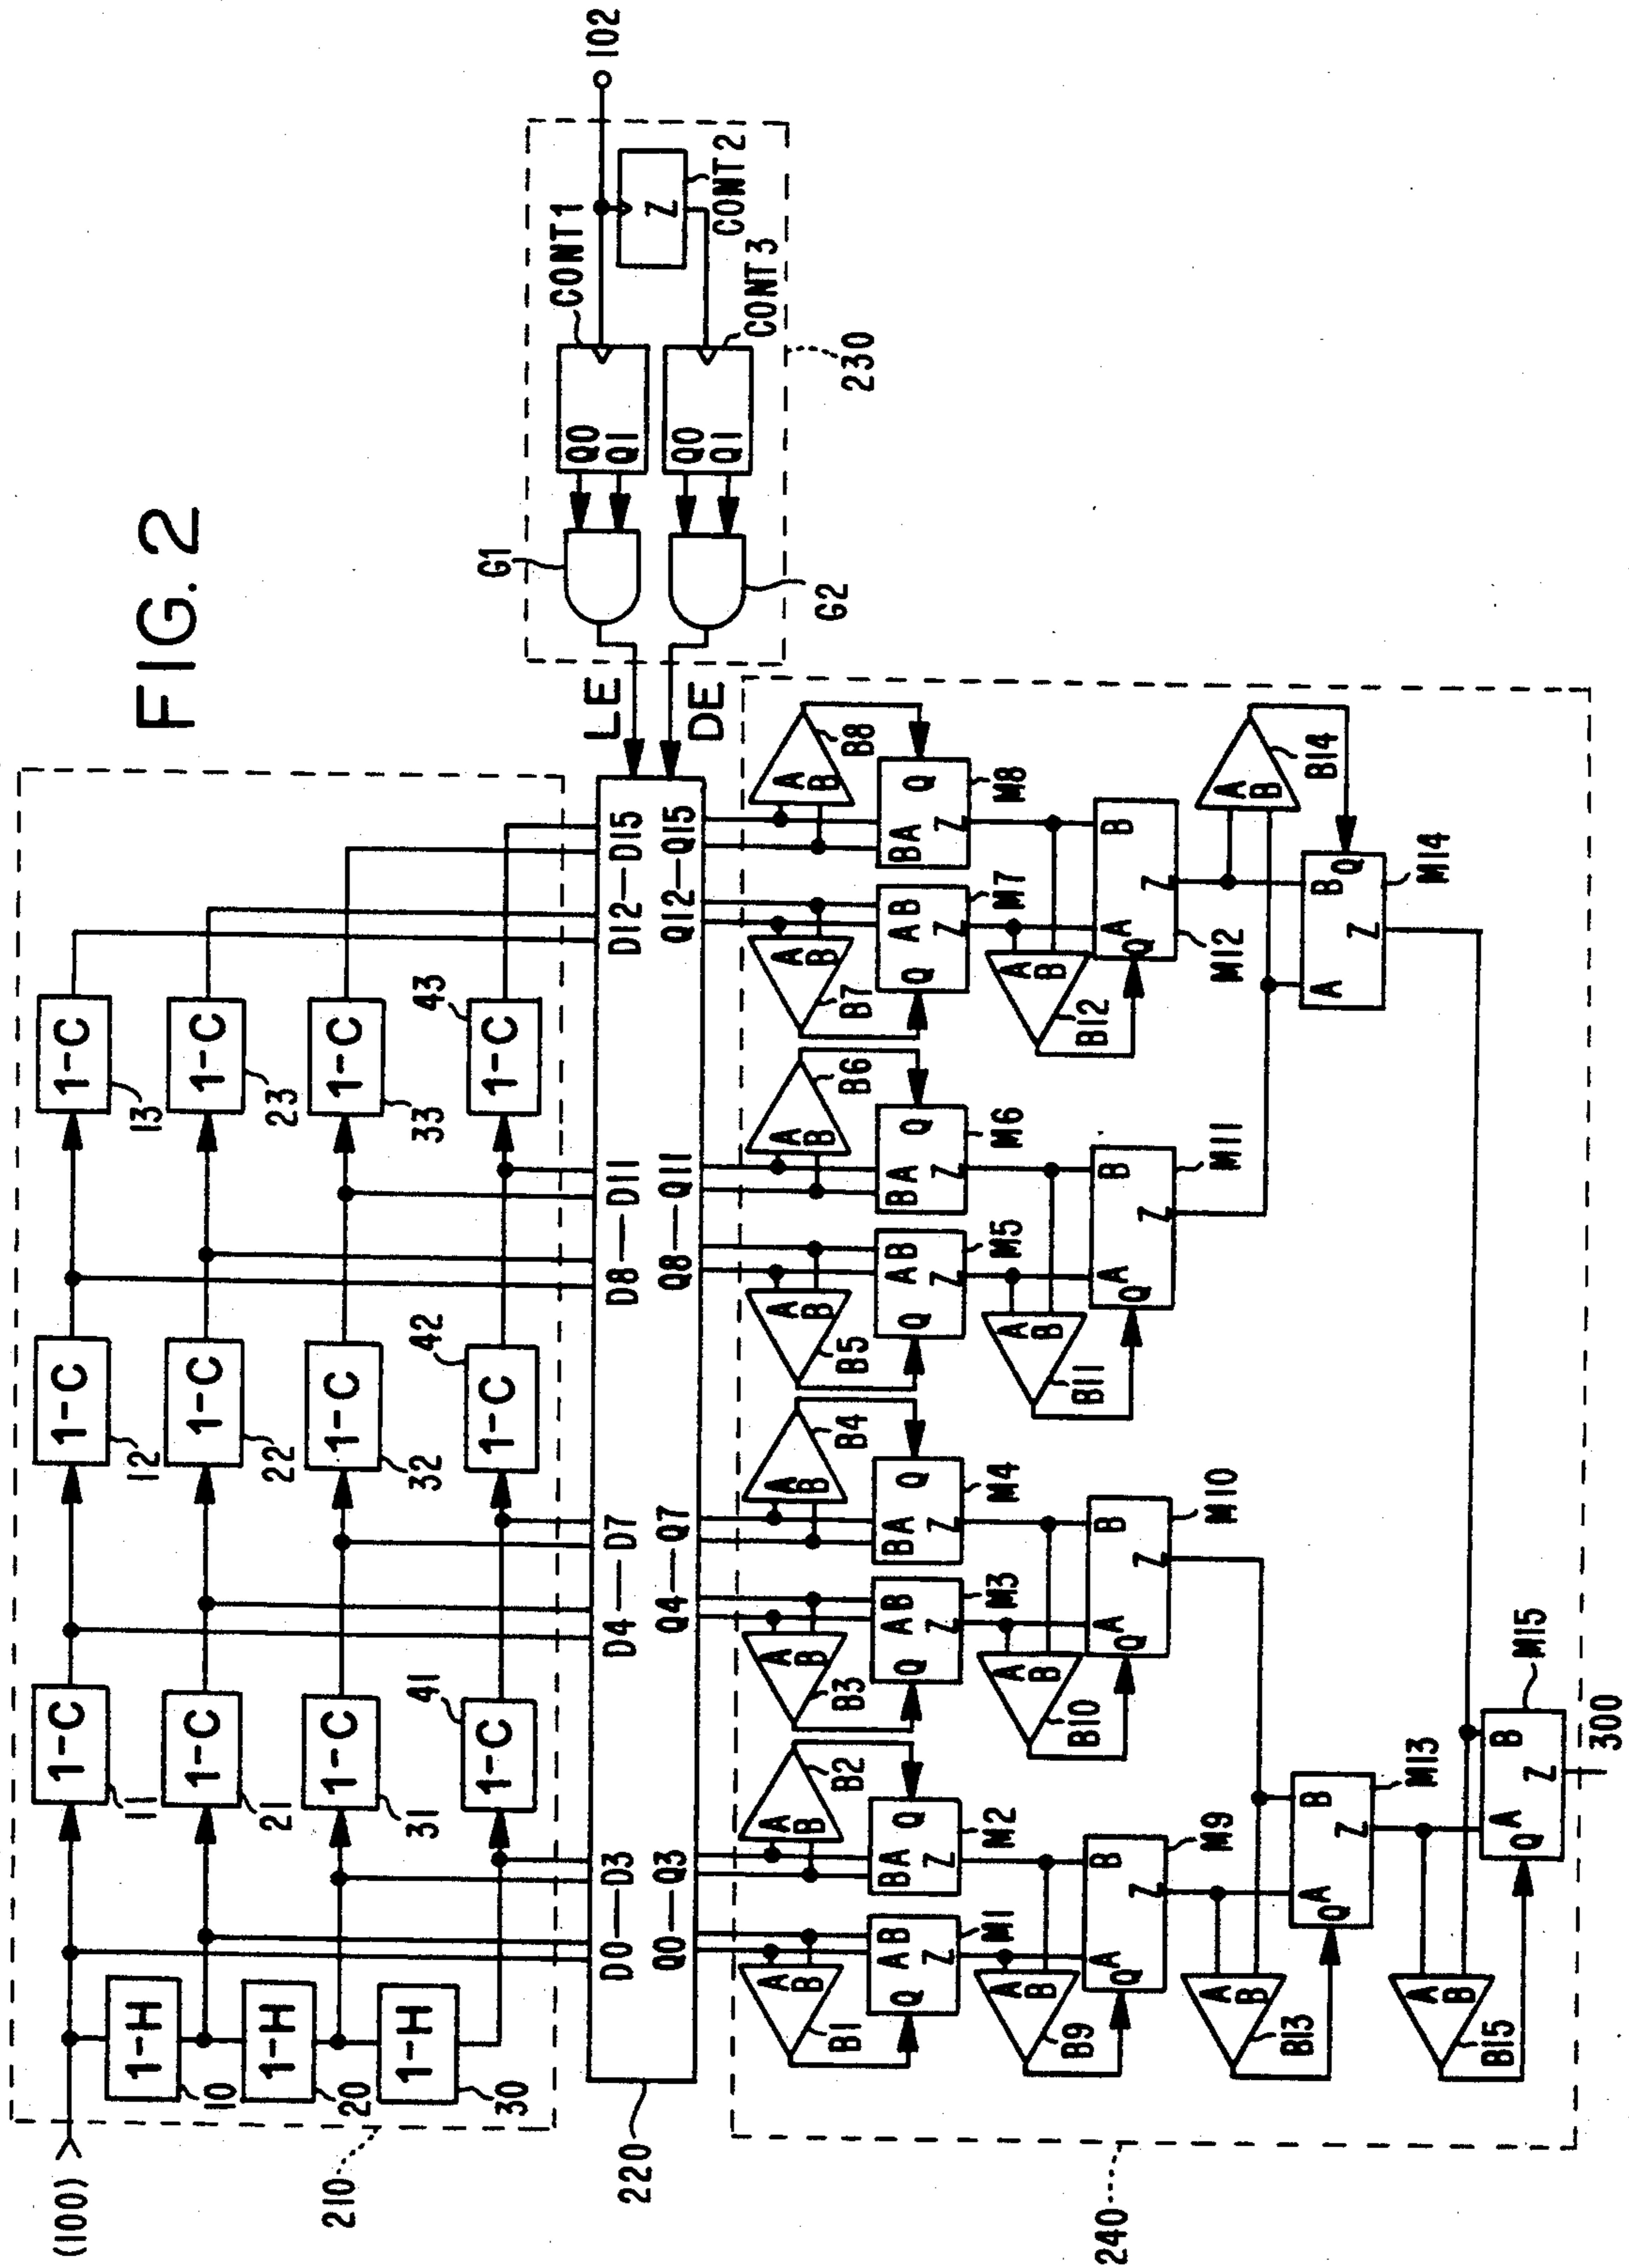 FIG. 2
(100)
1-H
10
1-H
20
1-H
30
1-C
11
1-C
12
1-C
13
1-C
21
1-C
22
1-C
23
1-C
31
1-C
32
1-C
33
1-C
41
1-C
42
1-C
43
210
D0—D3
D4—D7
D8—D11
D12—D15
Q0—Q3
Q4—Q7
Q8—Q11
Q12—Q15
220
LE
DE
G1
G2
Q0
Q1
Q0
Q1
CONT1
Z
CONT2
CONT3
102
230
A
B
B1
A
B
B2
A
B
B3
A
B
B4
A
B
B5
A
B
B6
A
B
B7
A
B
B8
Q A B
Z
M1
B A Q
Z
M2
Q A B
Z
M3
B A Q
Z
M4
Q A B
Z
M5
B A Q
Z
M6
Q A B
Z
M7
B A Q
Z
M8
A
B
B9
A
B
B10
A
B
B11
A
B
B12
Q A B
Z
M9
Q A B
Z
M10
Q A B
Z
M11
Q A B
Z
M12
A
B
B13
A
B
B14
Q A B
Z
M13
A B Q
Z
M14
A
B
B15
Q A B
Z
M15
240
300